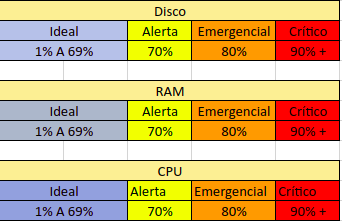 Disco
Ideal Alerta Emergencial Crítico
1% A 69% 70% 80% 90% +
RAM
Ideal Alerta Emergencial Crítico
1% A 69% 70% 80% 90% +
CPU
Ideal Alerta Emergencial Crítico
1% A 69% 70% 80% 90% +